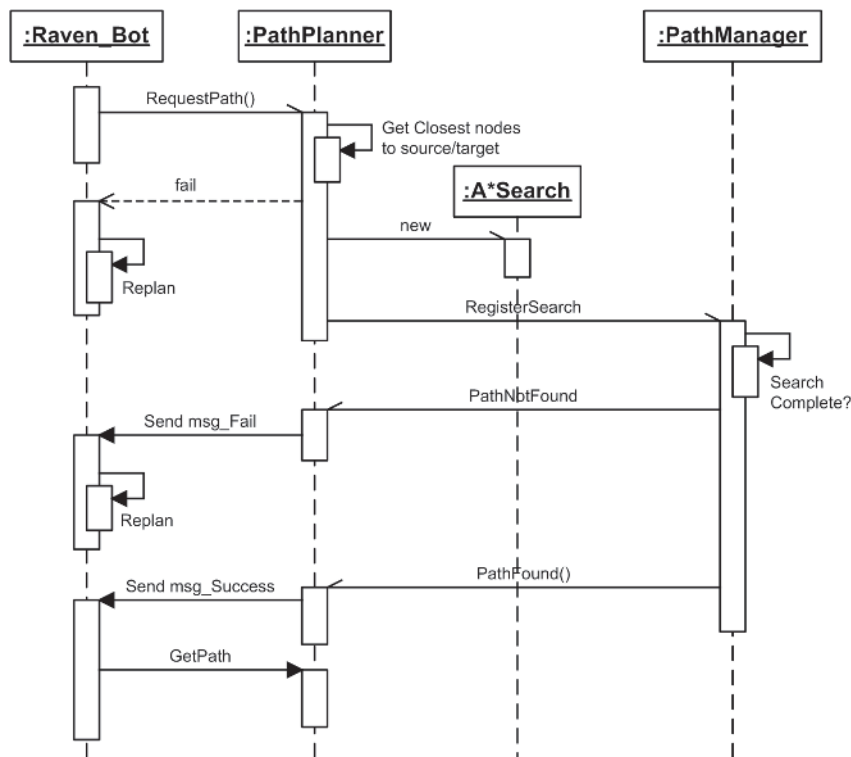 :Raven_Bot
:PathPlanner
:PathManager
RequestPath()
Get Closest nodes
to source/target
:A*Search
fail
new
Replan
RegisterSearch
Search
Complete?
PathNotFound
Send msg_Fail
Replan
PathFound()
Send msg_Success
GetPath